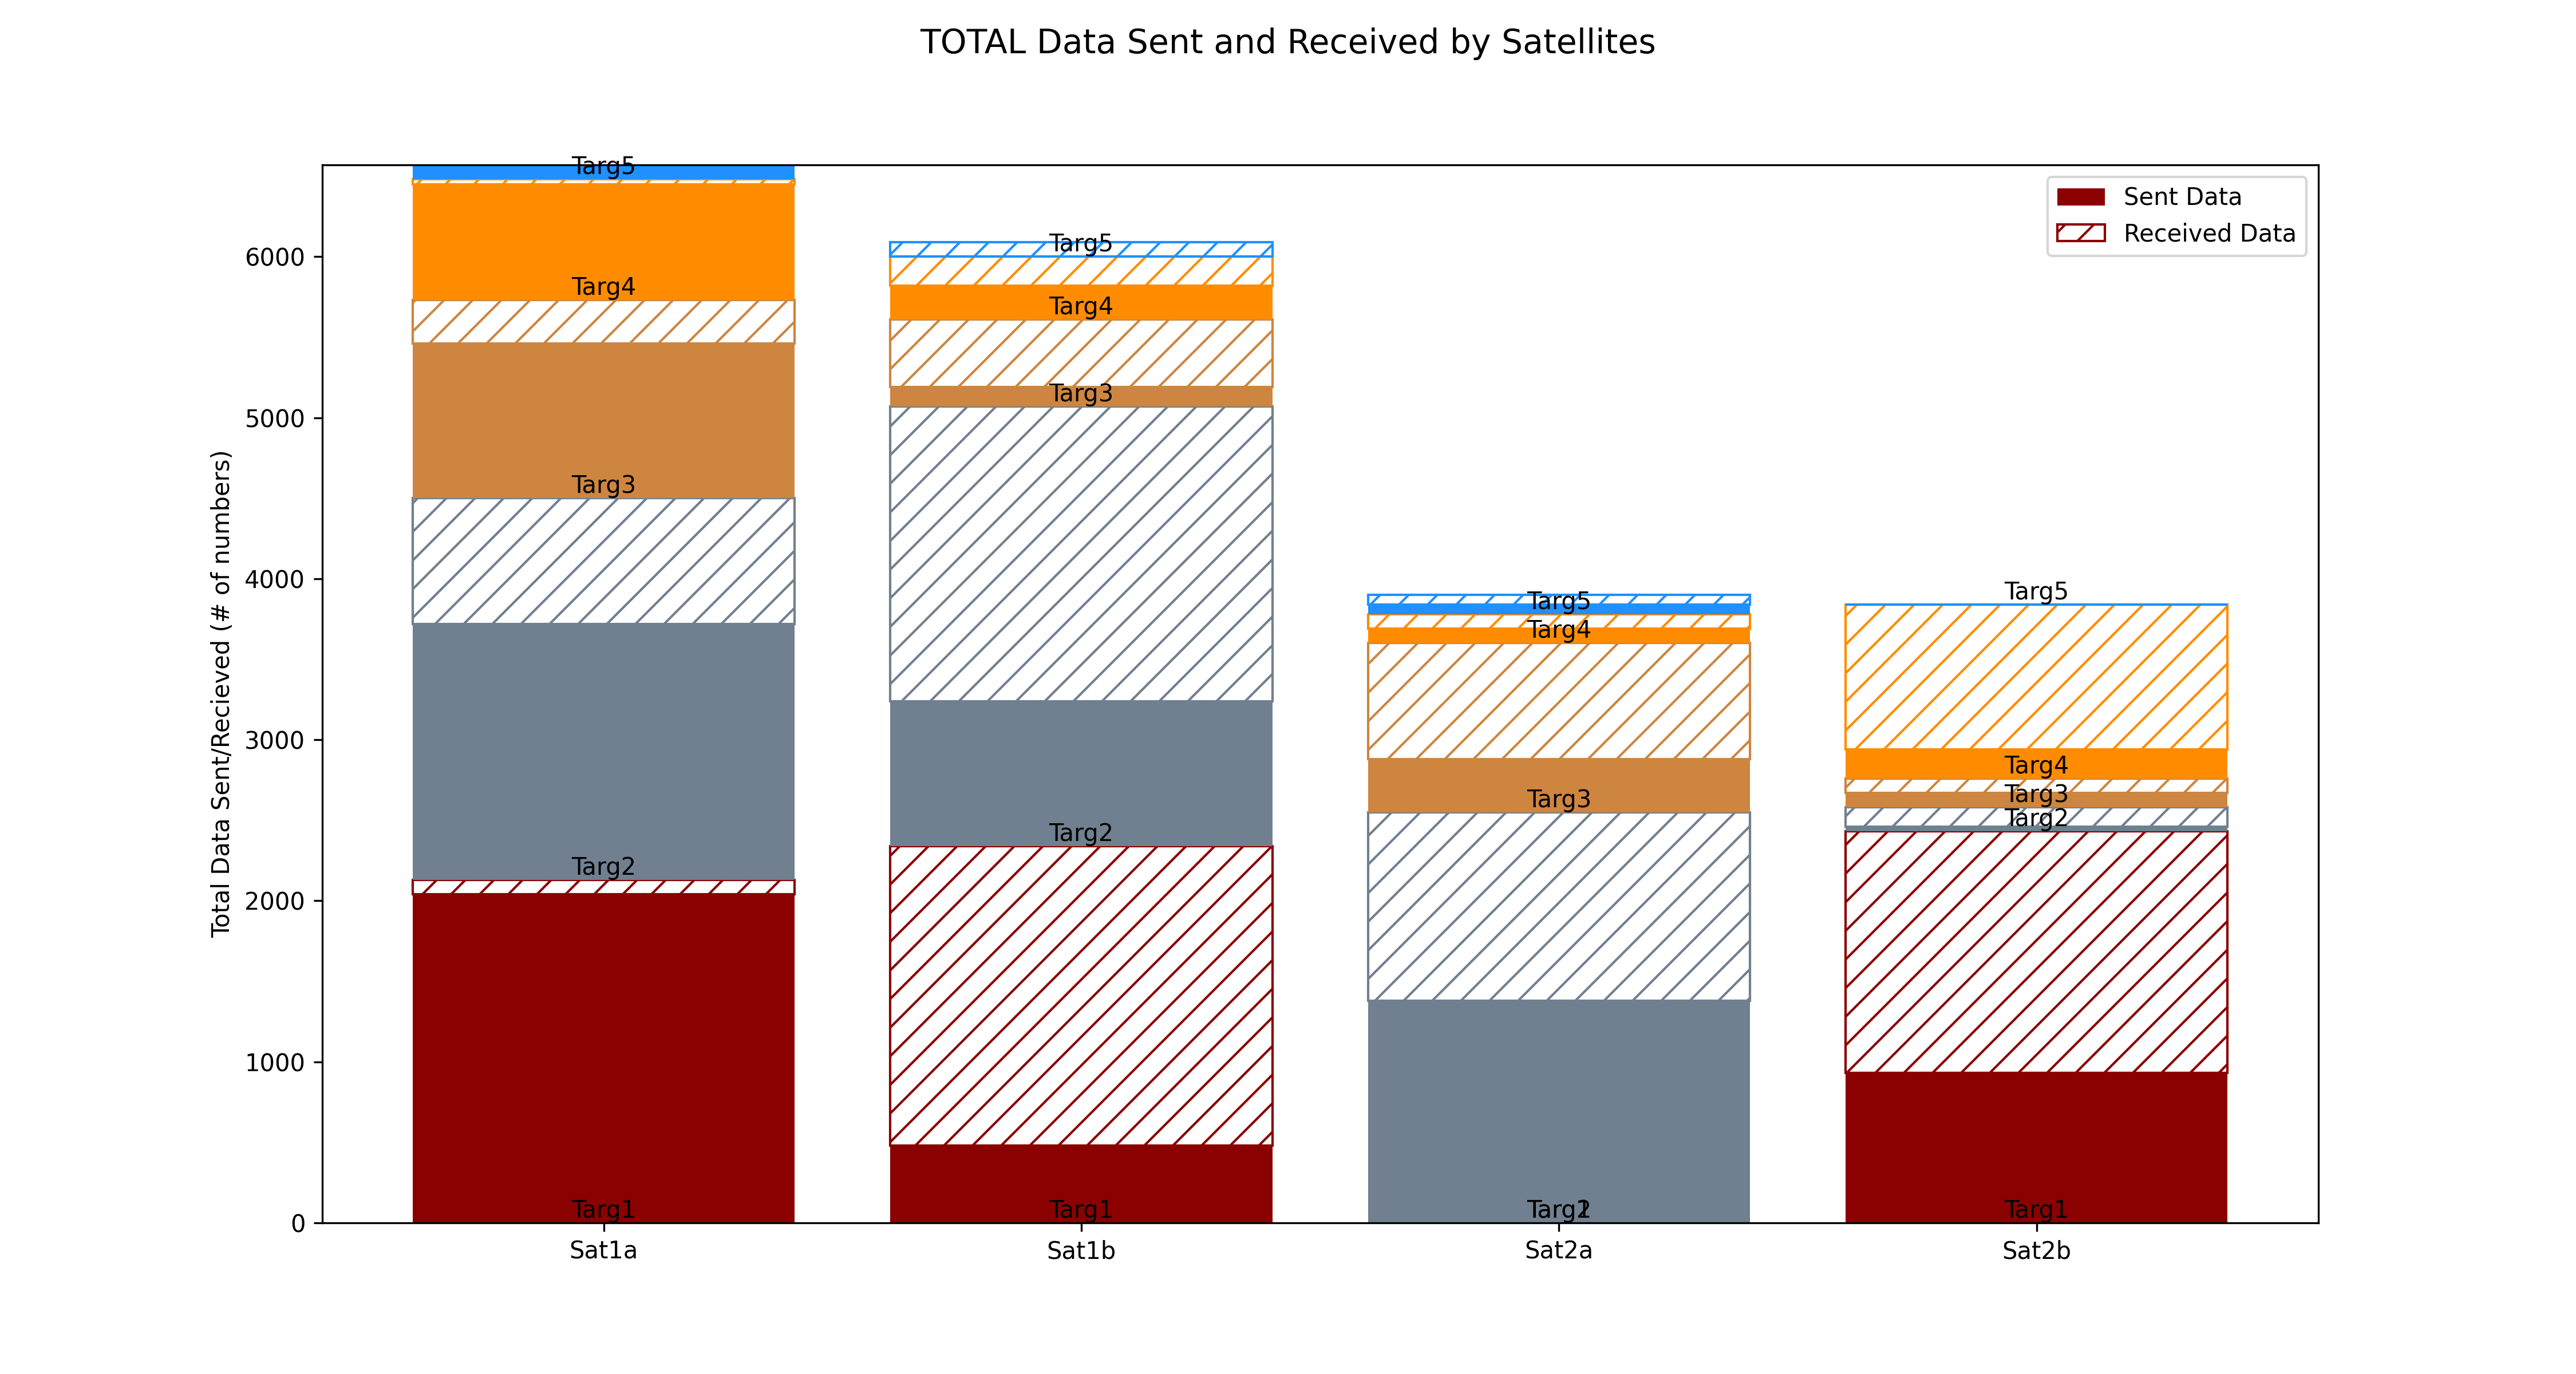 TOTAL Data Sent and Received by Satellites
Sent Data
Received Data
Total Data Sent/Recieved (# of numbers)
6000
5000
4000
3000
2000
1000
0
Targ5
Targ4
Targ3
Targ2
Targ1
Targ5
Targ4
Targ3
Targ2
Targ1
Targ5
Targ4
Targ3
Targ2
Targ1
Targ5
Targ4
Targ3
Targ2
Targ1
Sat1a
Sat1b
Sat2a
Sat2b